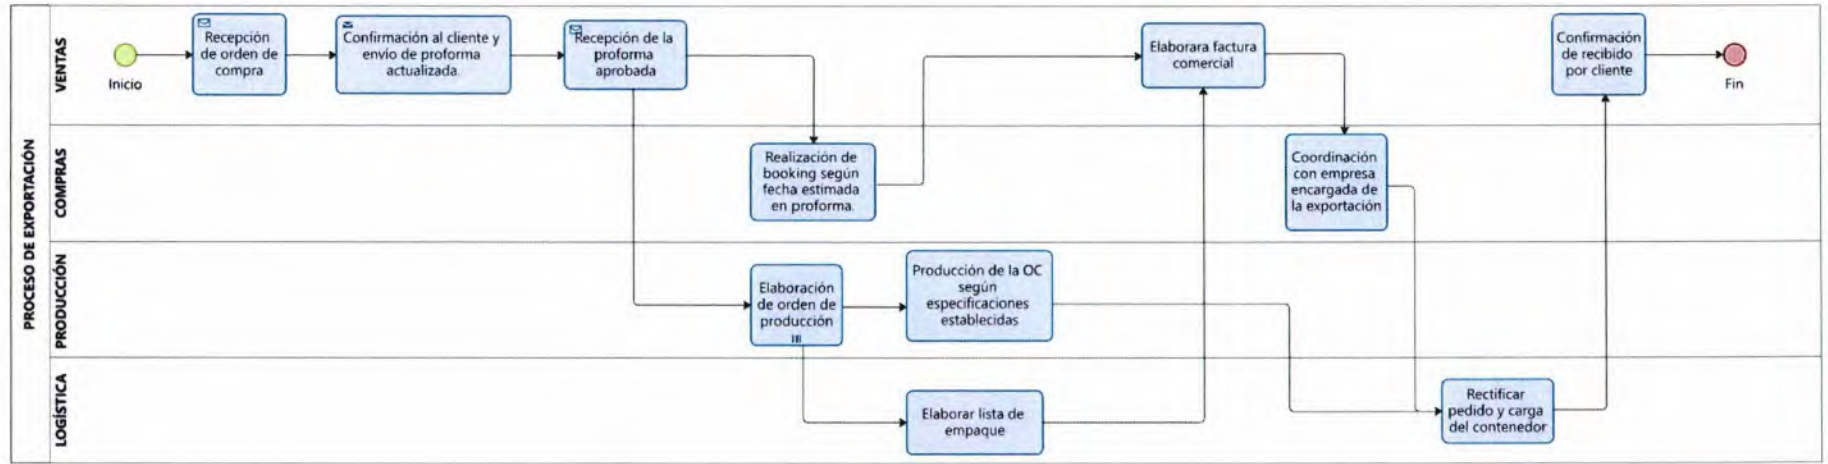 PROCESO DE EXPORTACIÓN
VENTAS
Inicio
Recepción
de orden de
compra
Confirmación al cliente y
envío de proforma
actualizada.
Recepción de la
proforma
aprobada
Elaborara factura
comercial
Confirmación
de recibido
por cliente
Fin
COMPRAS
Realización de
booking según
fecha estimada
en proforma.
Coordinación
con empresa
encargada de
la exportación
PRODUCCIÓN
Elaboración
de orden de
producción
Producción de la OC
según
especificaciones
establecidas
LOGÍSTICA
Elaborar lista de
empaque
Rectificar
pedido y carga
del contenedor